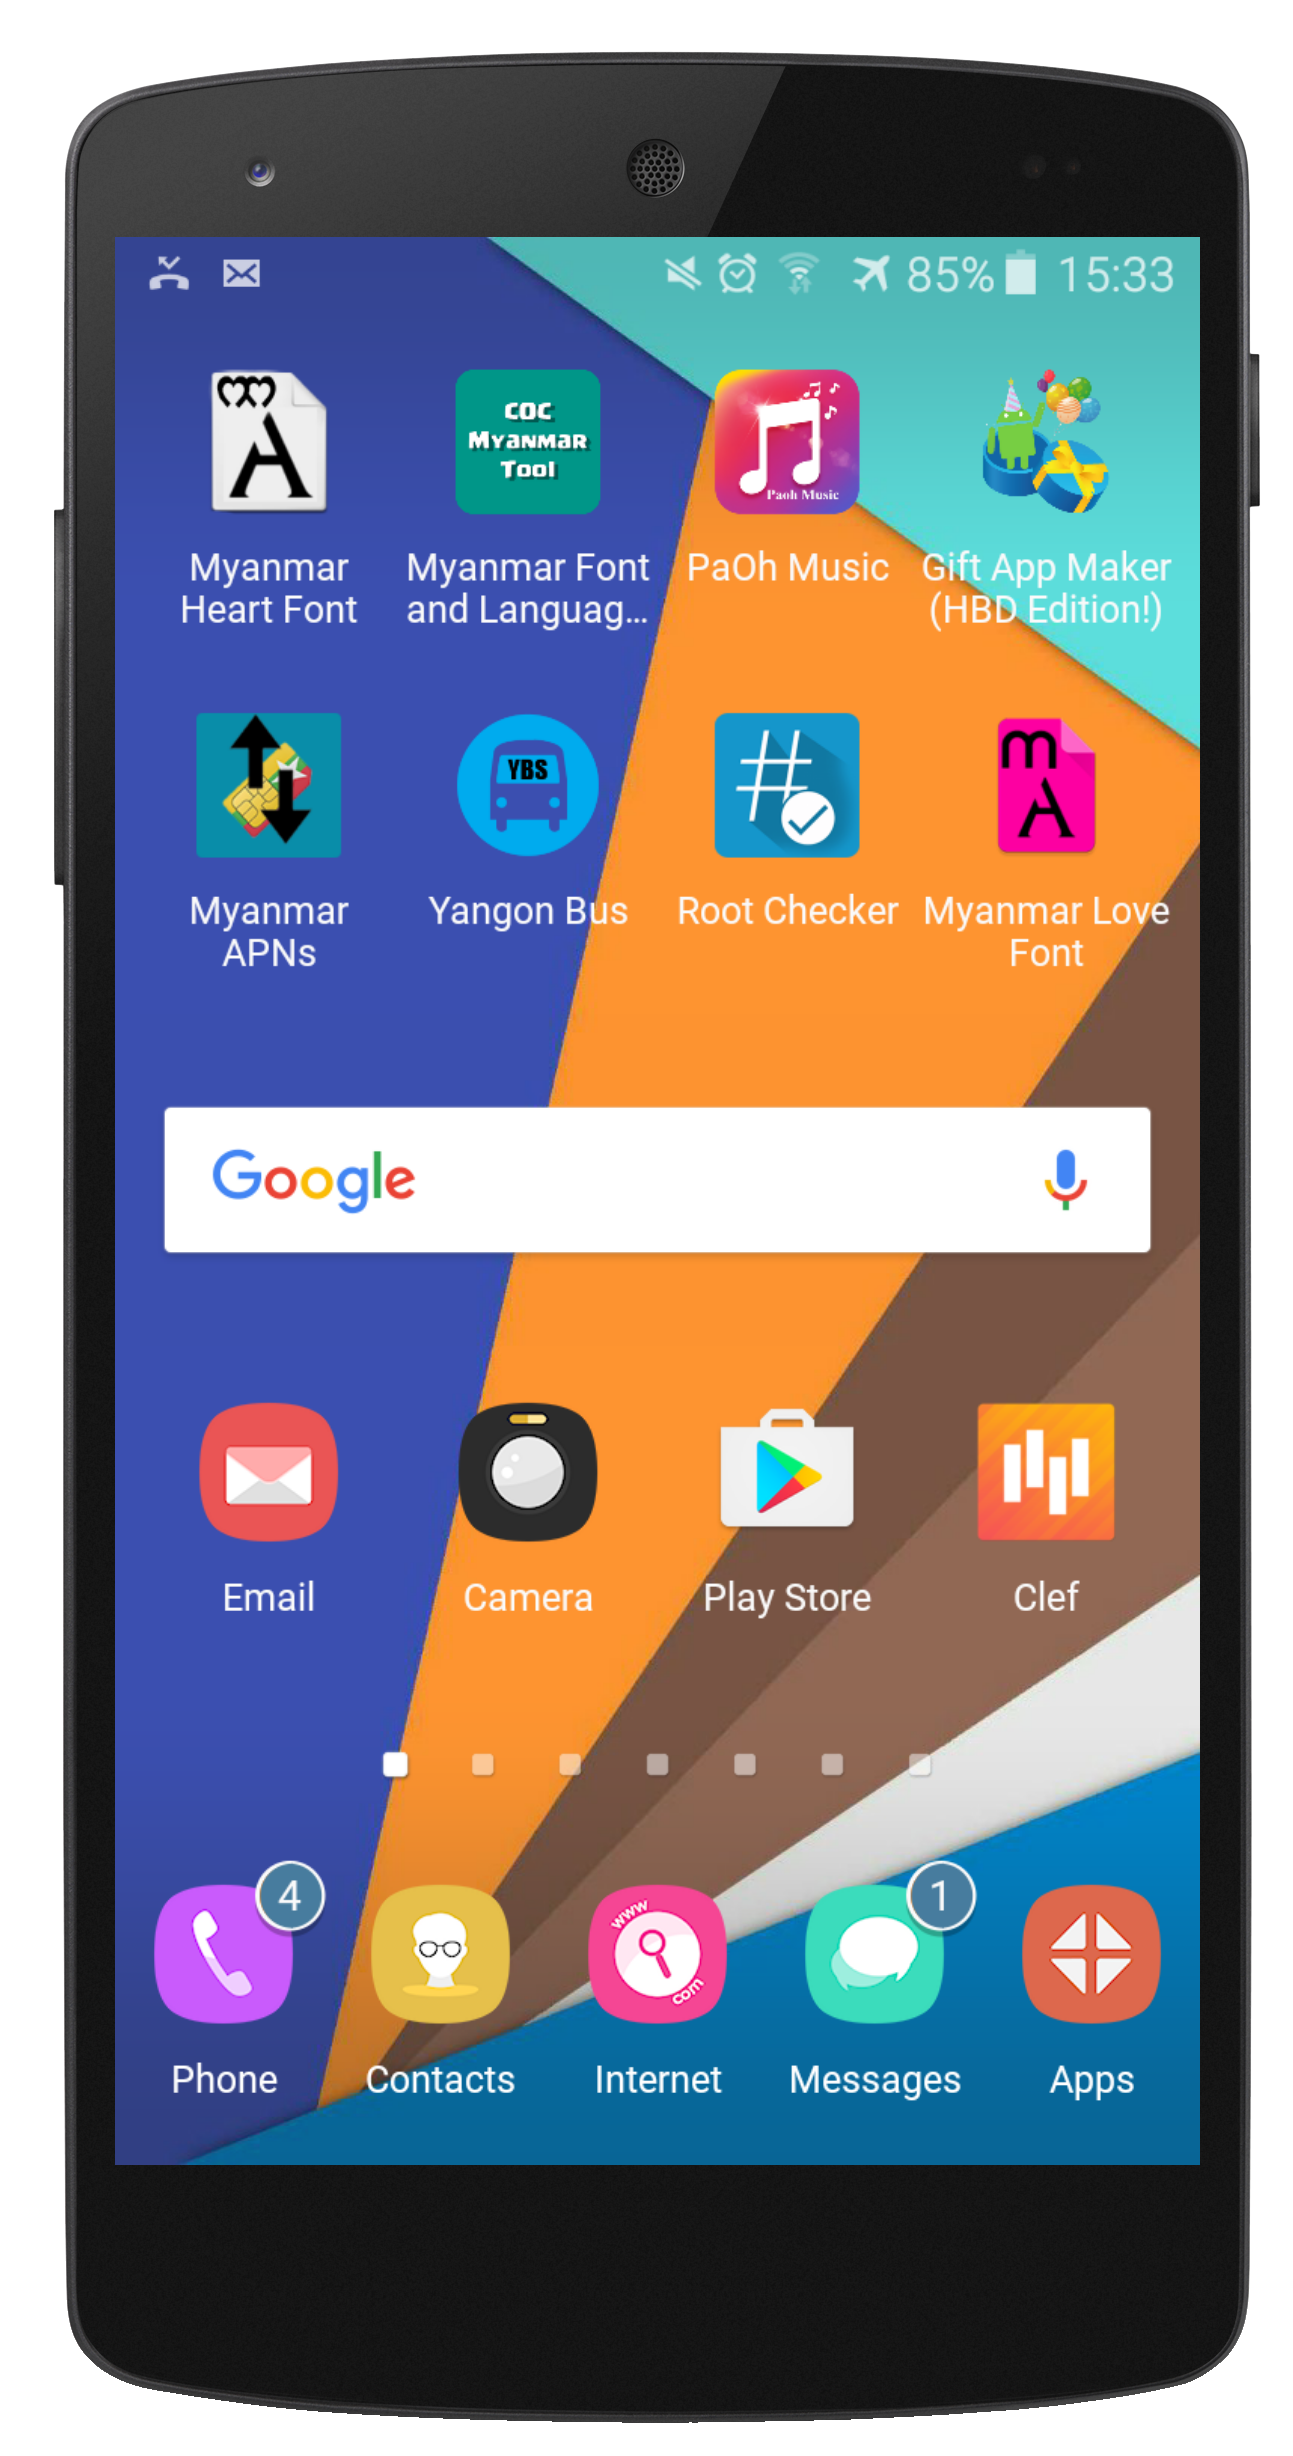 85% 15:33
A
COC
Myanmar
Tool
Paoh Music
Myanmar
Heart Font
Myanmar Font
and Languag...
PaOh Music
Gift App Maker
(HBD Edition!)
YBS
#
mA
Myanmar
APNs
Yangon Bus
Root Checker
Myanmar Love
Font
Google
Email
Camera
Play Store
Clef
4
www
com
1
Phone
Contacts
Internet
Messages
Apps